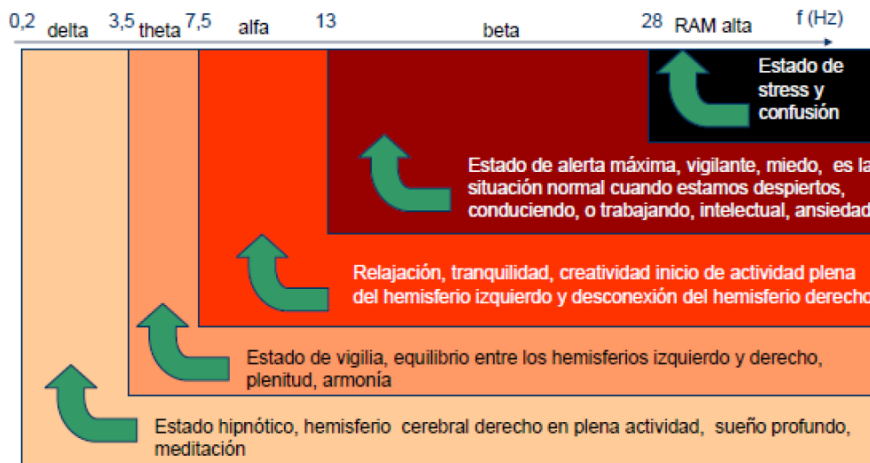 0,2 delta 3,5 theta 7,5 alfa 13 beta 28 RAM alta f (Hz)
Estado de
stress y
confusión
Estado de alerta máxima, vigilante, miedo, es la
situación normal cuando estamos despiertos,
conduciendo, o trabajando, intelectual, ansiedad
Relajación, tranquilidad, creatividad inicio de actividad plena
del hemisferio izquierdo y desconexión del hemisferio derecho
Estado de vigilia, equilibrio entre los hemisferios izquierdo y derecho,
plenitud, armonía
Estado hipnótico, hemisferio cerebral derecho en plena actividad, sueño profundo,
meditación